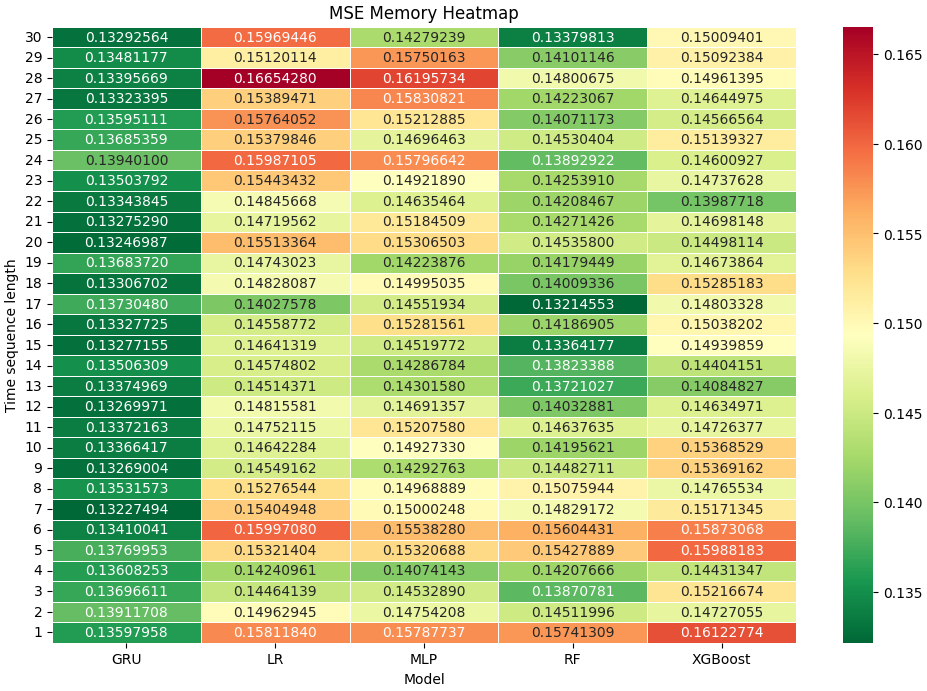 MSE Memory Heatmap
30 0.13292564 0.15969446 0.14279239 0.13379813 0.15009401
29 0.13481177 0.15120114 0.15750163 0.14101146 0.15092384
28 0.13395669 0.16654280 0.16195734 0.14800675 0.14961395
27 0.13323395 0.15389471 0.15830821 0.14223067 0.14644975
26 0.13595111 0.15764052 0.15212885 0.14071173 0.14566564
25 0.13685359 0.15379846 0.14696463 0.14530404 0.15139327
24 0.13940100 0.15987105 0.15796642 0.13892922 0.14600927
23 0.13503792 0.15443432 0.14921890 0.14253910 0.14737628
22 0.13343845 0.14845668 0.14635464 0.14208467 0.13987718
21 0.13275290 0.14719562 0.15184509 0.14271426 0.14698148
20 0.13246987 0.15513364 0.15306503 0.14535800 0.14498114
19 0.13683720 0.14743023 0.14223876 0.14179449 0.14673864
18 0.13306702 0.14828087 0.14995035 0.14009336 0.15285183
17 0.13730480 0.14027578 0.14551934 0.13214553 0.14803328
16 0.13327725 0.14558772 0.15281561 0.14186905 0.15038202
15 0.13277155 0.14641319 0.14519772 0.13364177 0.14939859
14 0.13506309 0.14574802 0.14286784 0.13823388 0.14404151
13 0.13374969 0.14514371 0.14301580 0.13721027 0.14084827
12 0.13269971 0.14815581 0.14691357 0.14032881 0.14634971
11 0.13372163 0.14752115 0.15207580 0.14637635 0.14726377
10 0.13366417 0.14642284 0.14927330 0.14195621 0.15368529
9 0.13269004 0.14549162 0.14292763 0.14482711 0.15369162
8 0.13531573 0.15276544 0.14968889 0.15075944 0.14765534
7 0.13227494 0.15404948 0.15000248 0.14829172 0.15171345
6 0.13410041 0.15997080 0.15538280 0.15604431 0.15873068
5 0.13769953 0.15321404 0.15320688 0.15427889 0.15988183
4 0.13608253 0.14240961 0.14074143 0.14207666 0.14431347
3 0.13696611 0.14464139 0.14532890 0.13870781 0.15216674
2 0.13911708 0.14962945 0.14754208 0.14511996 0.14727055
1 0.13597958 0.15811840 0.15787737 0.15741309 0.16122774
GRU LR MLP RF XGBoost
Model
Time sequence length
0.165
0.160
0.155
0.150
0.145
0.140
0.135